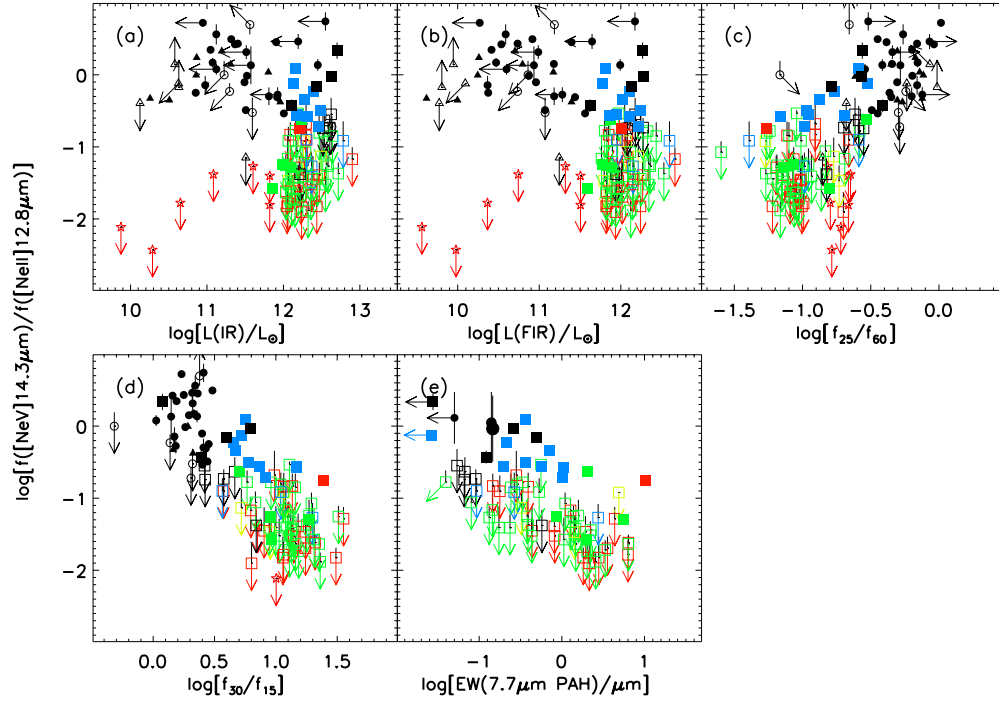 log[f([NeV]14.3μm)/f([NeII]12.8μm)]
(a)
(b)
(c)
0
-1
-2
10 11 12 13
10 11 12
-1.5 -1.0 -0.5 0.0
log[L(IR)/L⊙]
log[L(FIR)/L⊙]
log[f25/f60]
(d)
(e)
0
-1
-2
0.0 0.5 1.0 1.5
-1 0 1
log[f30/f15]
log[EW(7.7μm PAH)/μm]